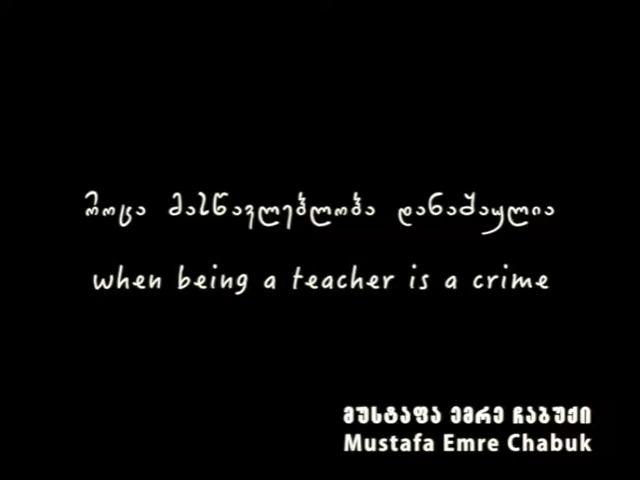 როცა მასწავლებლობა დანაშაულია
when being a teacher is a crime
მუსტაფა ემრე ჩაბუქი
Mustafa Emre Chabuk